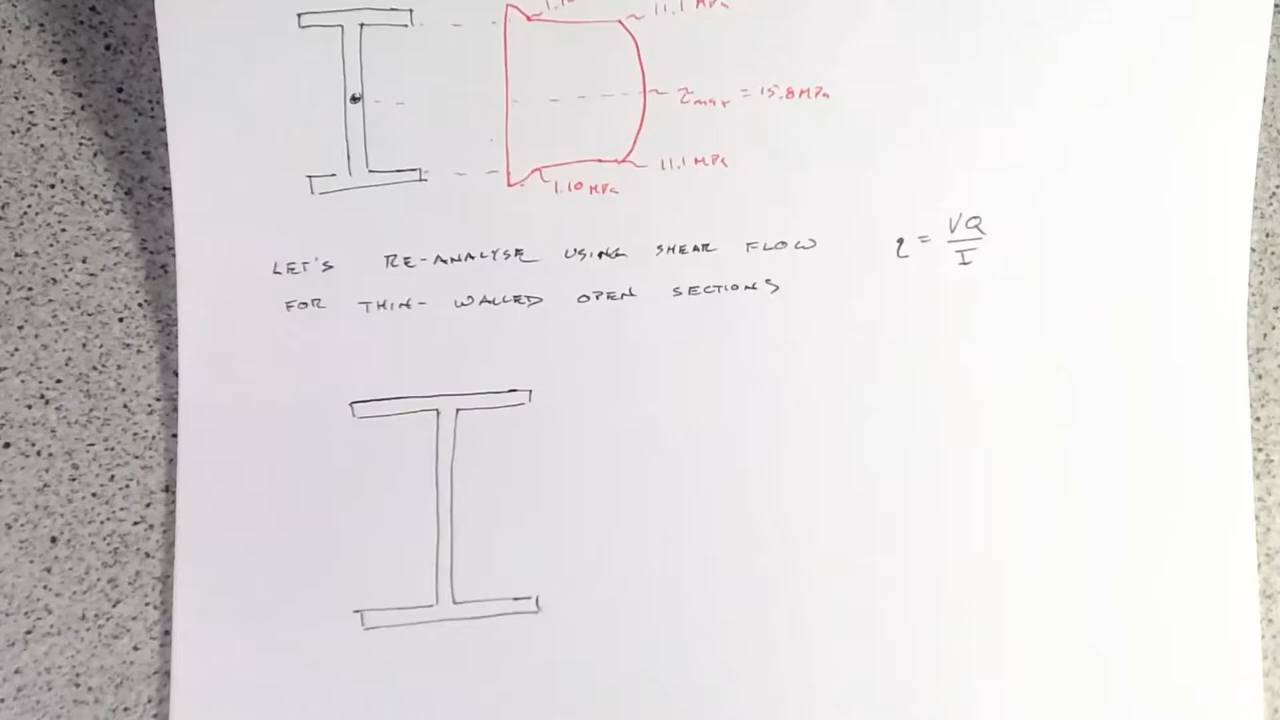 11.1 MPa
τmax = 15.8 MPa
11.1 MPa
1.10 MPa
LET'S RE-ANALYSE USING SHEAR FLOW
q = VQ/I
FOR THIN-WALLED OPEN SECTIONS